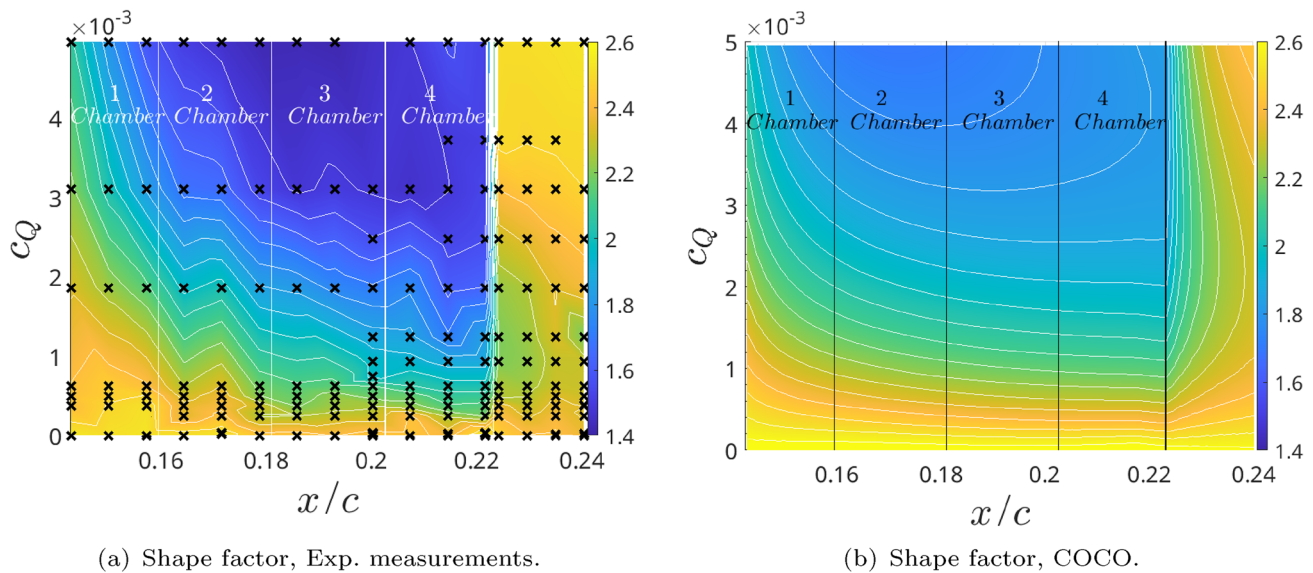 ×10⁻³
2.6
1 2 3 4
Chamber Chamber Chamber Chamber
4
2.4
3
2.2
c_Q
2
2
1.8
1
1.6
0
1.4
0.16 0.18 0.2 0.22 0.24
x/c
(a) Shape factor, Exp. measurements.
×10⁻³
5
2.6
1 2 3 4
Chamber Chamber Chamber Chamber
4
2.4
3
2.2
c_Q
2
2
1.8
1
1.6
0
1.4
0.16 0.18 0.2 0.22 0.24
x/c
(b) Shape factor, COCO.